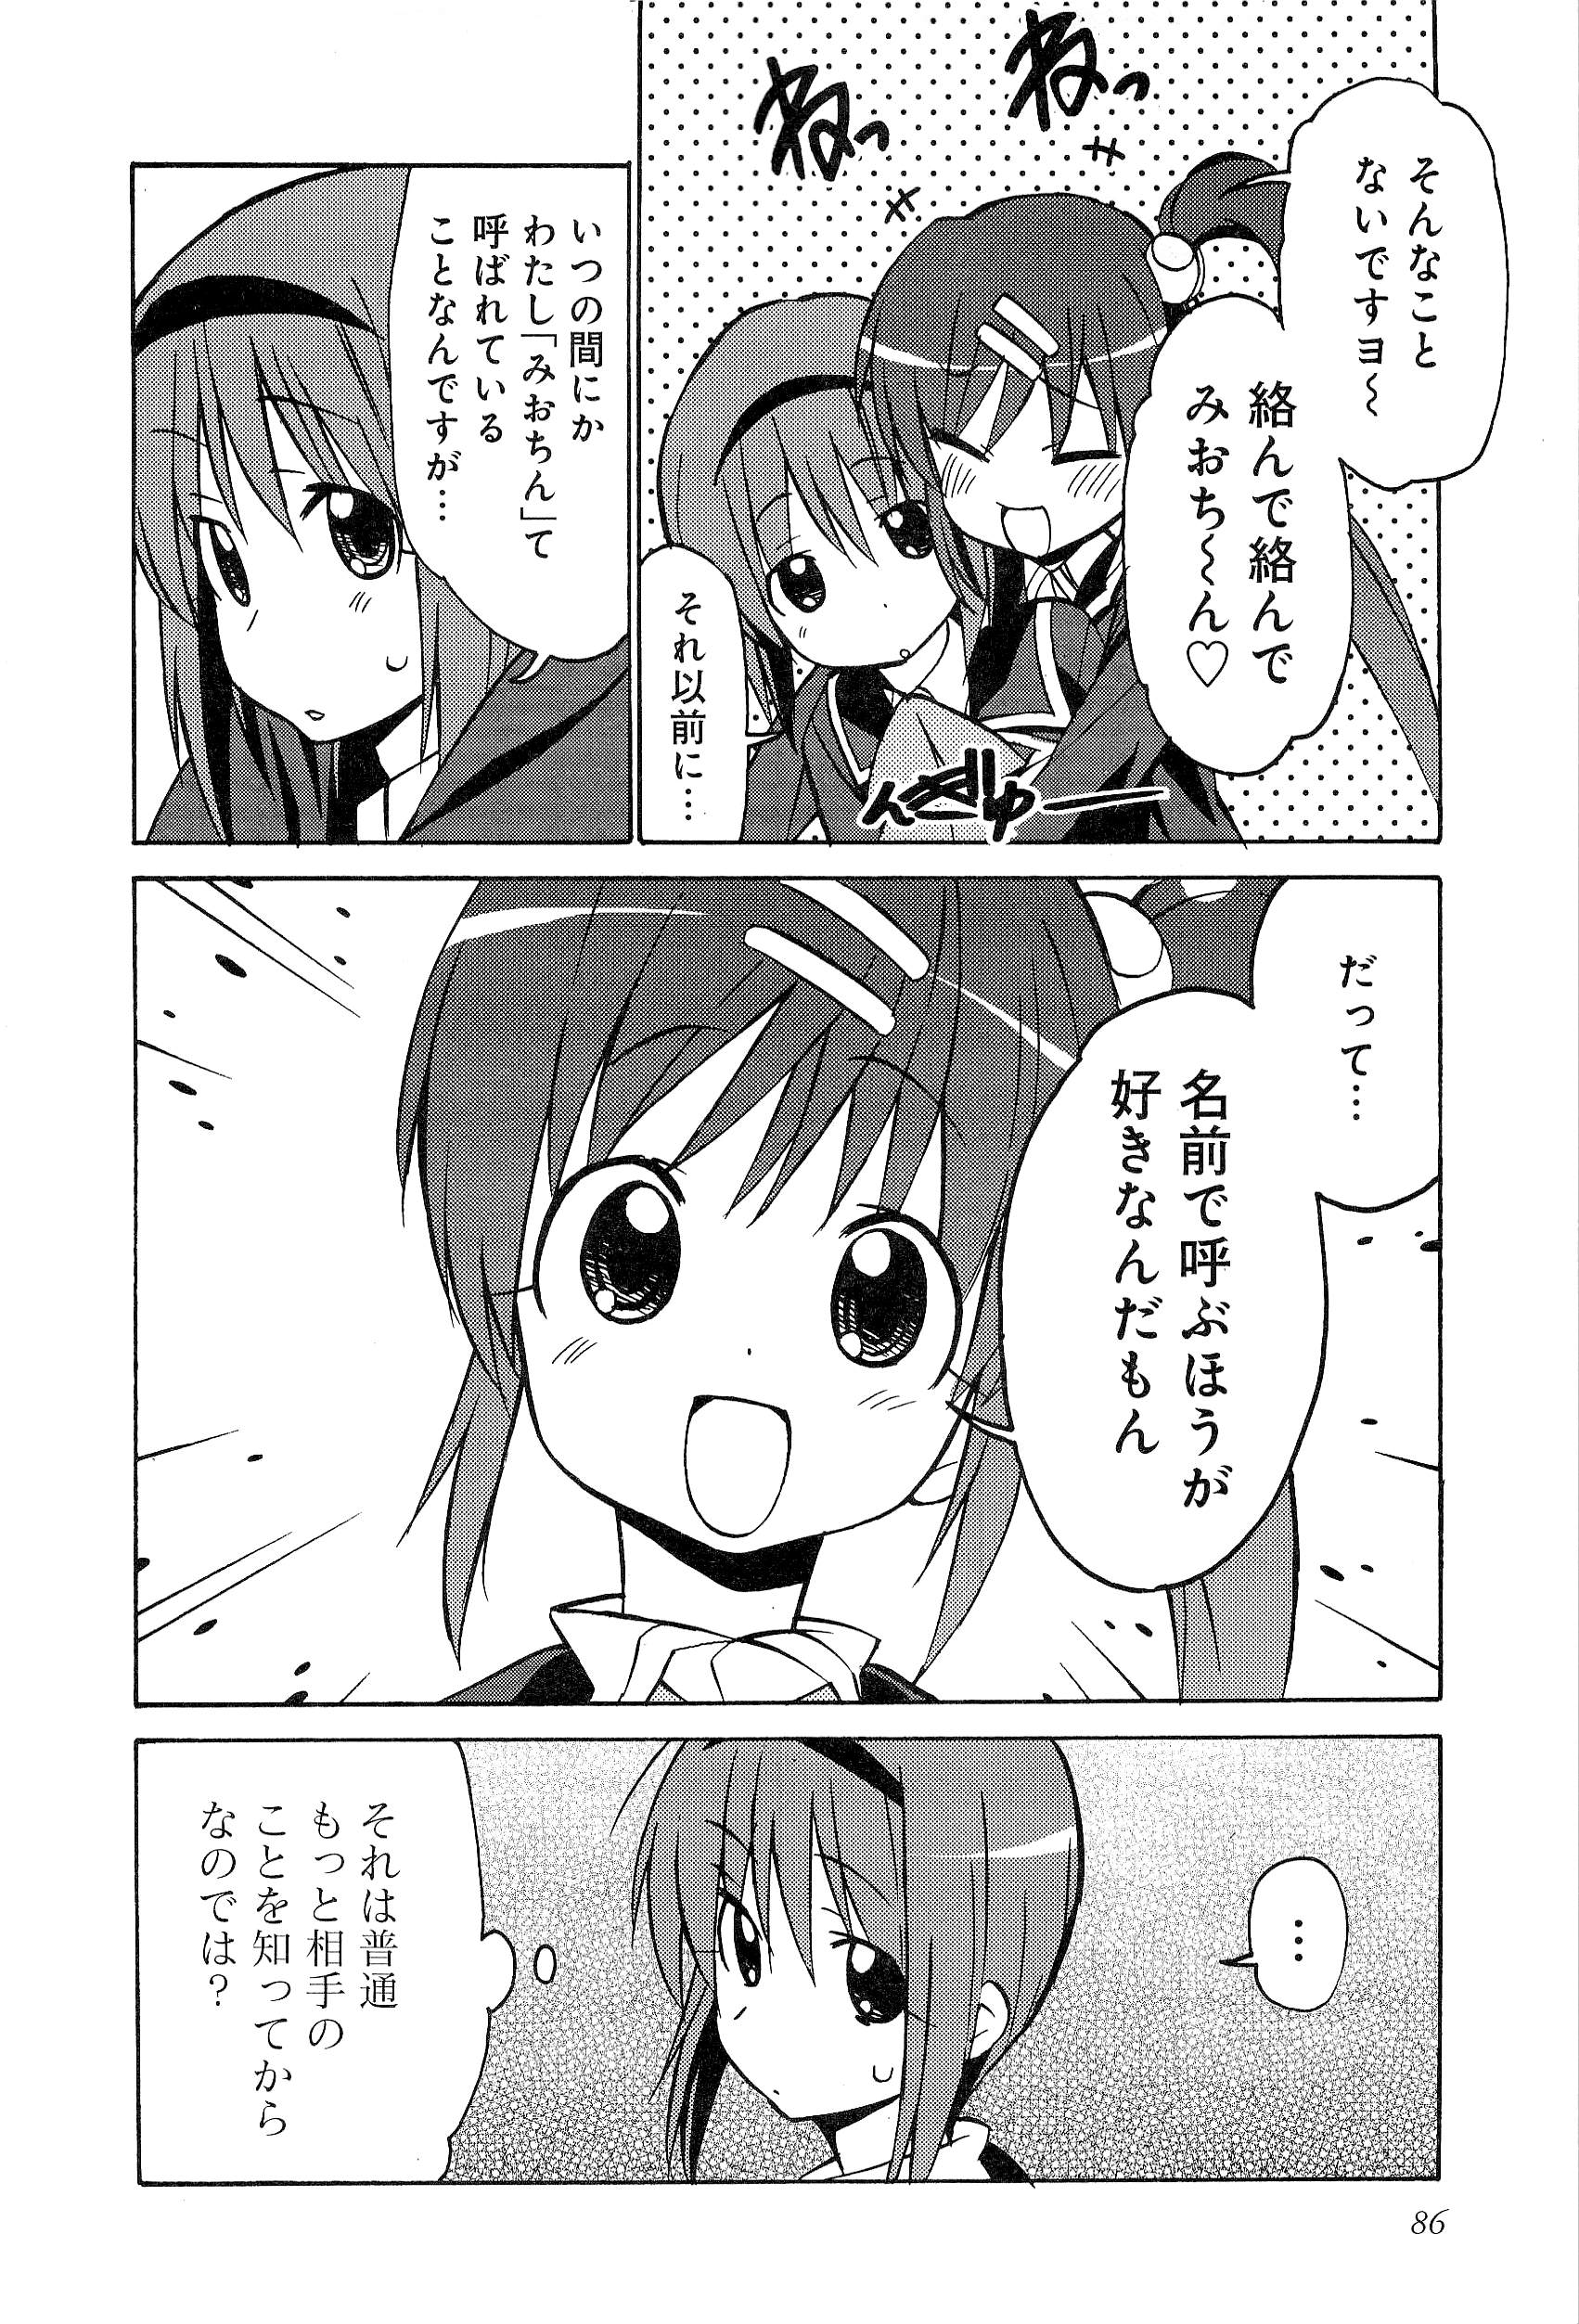 そんなこと
ないですヨ～
絡んで絡んで
みおち～ん♡
ねっ
ねっ
ぎゅ
それ以前に…
いつの間にか
わたし「みおちん」て
呼ばれている
ことなんですが…
だって…
名前で呼ぶほうが
好きなんだもん
…
それは普通
もっと相手の
ことを知ってから
なのでは？
86